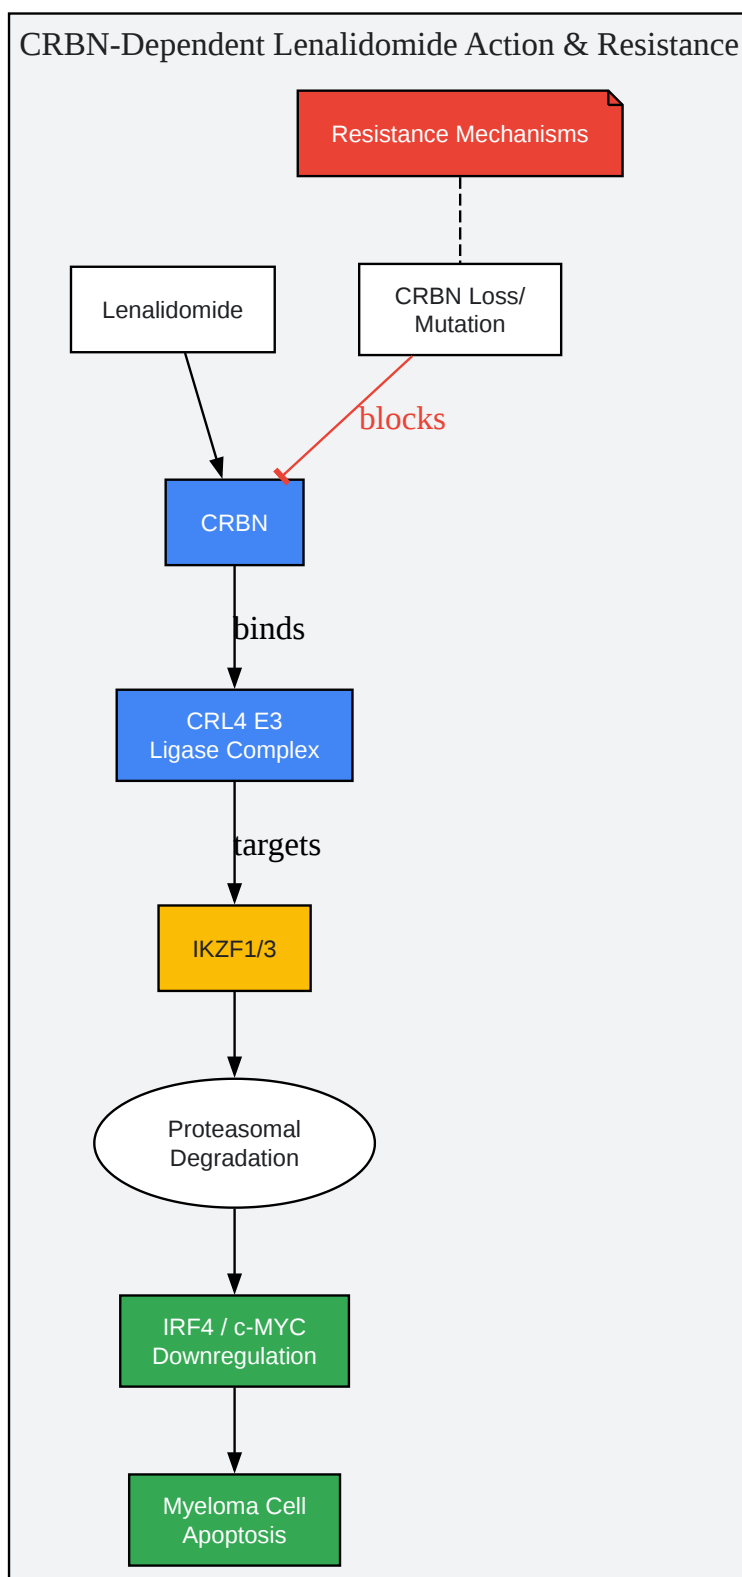 CRBN-Dependent Lenalidomide Action & Resistance
Resistance Mechanisms
Lenalidomide
CRBN Loss/
Mutation
blocks
CRBN
binds
CRL4 E3
Ligase Complex
targets
IKZF1/3
Proteasomal
Degradation
IRF4 / c-MYC
Downregulation
Myeloma Cell
Apoptosis